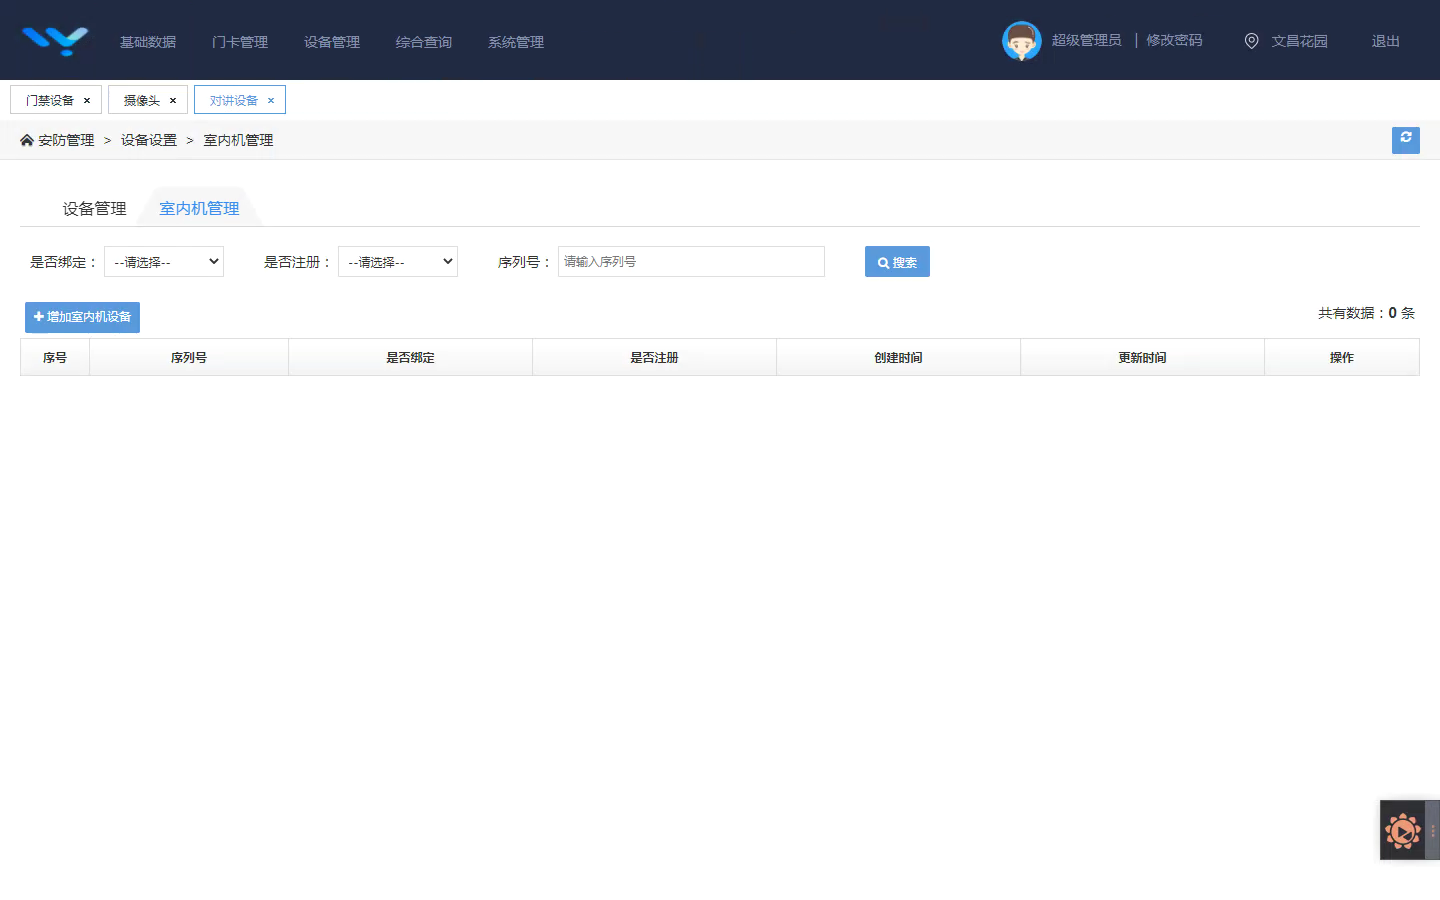 基础数据 门卡管理 设备管理 综合查询 系统管理 超级管理员 | 修改密码 文昌花园 退出
门禁设备 × 摄像头 × 对讲设备 ×
安防管理 > 设备设置 > 室内机管理
设备管理 室内机管理
是否绑定： --请选择-- 是否注册： --请选择-- 序列号： 请输入序列号 搜索
增加室内机设备 共有数据：0 条
序号 序列号 是否绑定 是否注册 创建时间 更新时间 操作